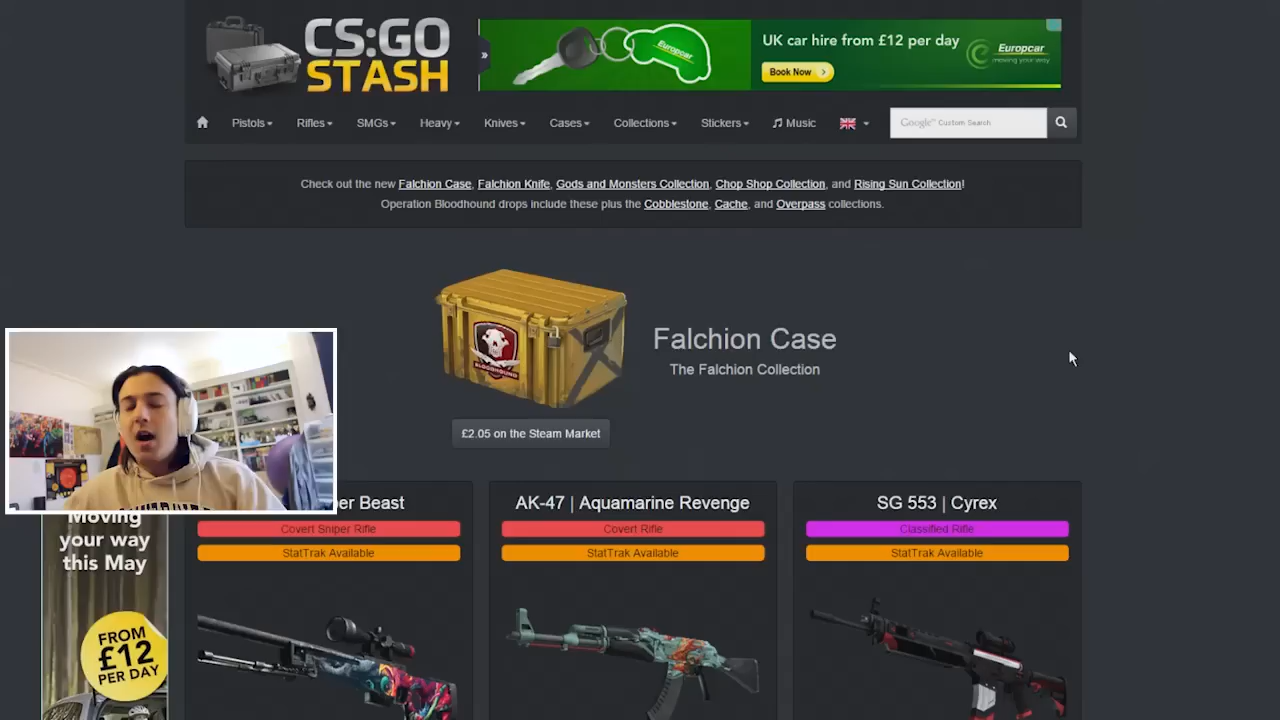 CS:GO
STASH
»
UK car hire from £12 per day
Book Now
Europcar
Europcar
moving your way
Pistols
Rifles
SMGs
Heavy
Knives
Cases
Collections
Stickers
Music
Google™ Custom Search
Check out the new Falchion Case, Falchion Knife, Gods and Monsters Collection, Chop Shop Collection, and Rising Sun Collection!
Operation Bloodhound drops include these plus the Cobblestone, Cache, and Overpass collections.
BLOODHOUND
Falchion Case
The Falchion Collection
£2.05 on the Steam Market
Beast
AK-47 | Aquamarine Revenge
SG 553 | Cyrex
Covert Sniper Rifle
Covert Rifle
Classified Rifle
StatTrak Available
StatTrak Available
StatTrak Available
Moving
your way
this May
FROM
£12
PER DAY